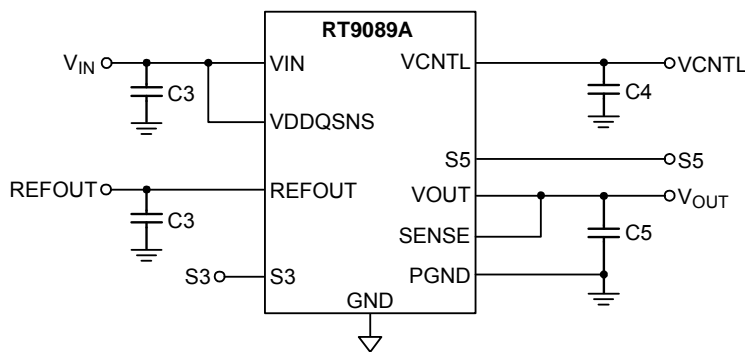 RT9089A
V_IN
VIN
VCNTL
VCNTL
C3
C4
VDDQSNS
S5
S5
REFOUT
REFOUT
VOUT
V_OUT
C3
SENSE
C5
S3
S3
PGND
GND